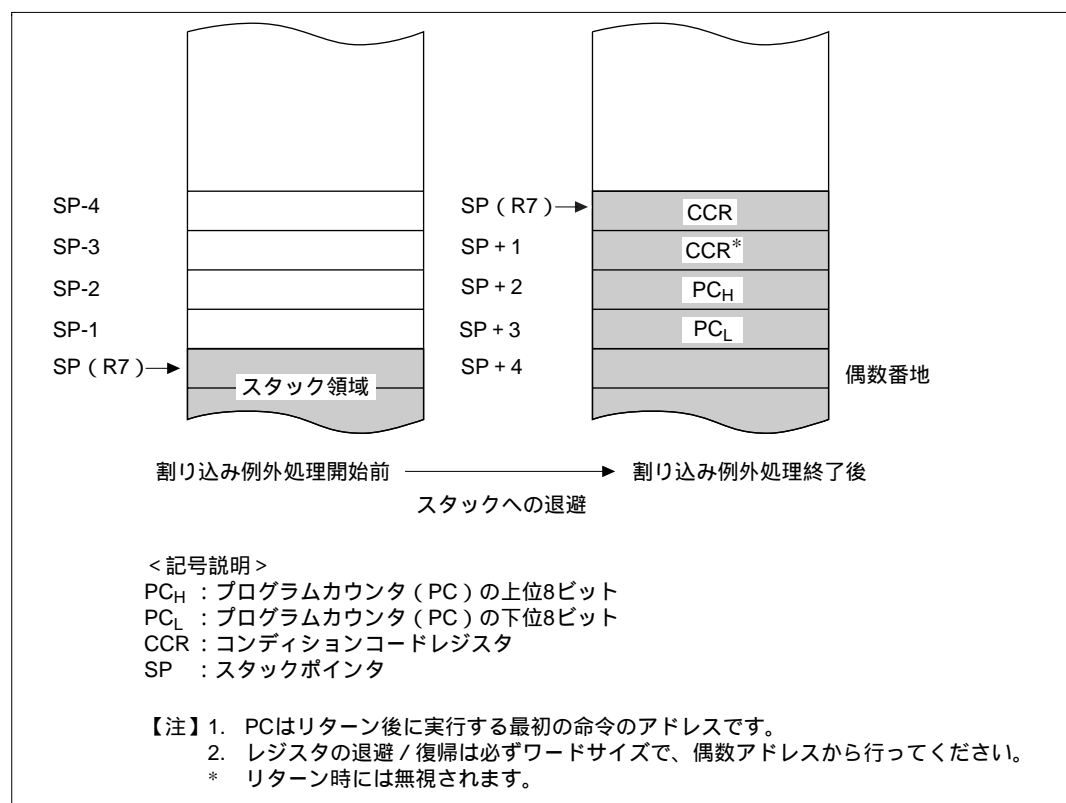 SP-4
SP-3
SP-2
SP-1
SP（R7）
スタック領域
SP（R7）
SP + 1
SP + 2
SP + 3
SP + 4
CCR
CCR*
PCH
PCL
偶数番地
割り込み例外処理開始前
割り込み例外処理終了後
スタックへの退避
＜記号説明＞
PCH ：プログラムカウンタ（PC）の上位8ビット
PCL ：プログラムカウンタ（PC）の下位8ビット
CCR：コンディションコードレジスタ
SP ：スタックポインタ
【注】1. PCはリターン後に実行する最初の命令のアドレスです。
2. レジスタの退避／復帰は必ずワードサイズで、偶数アドレスから行ってください。
* リターン時には無視されます。